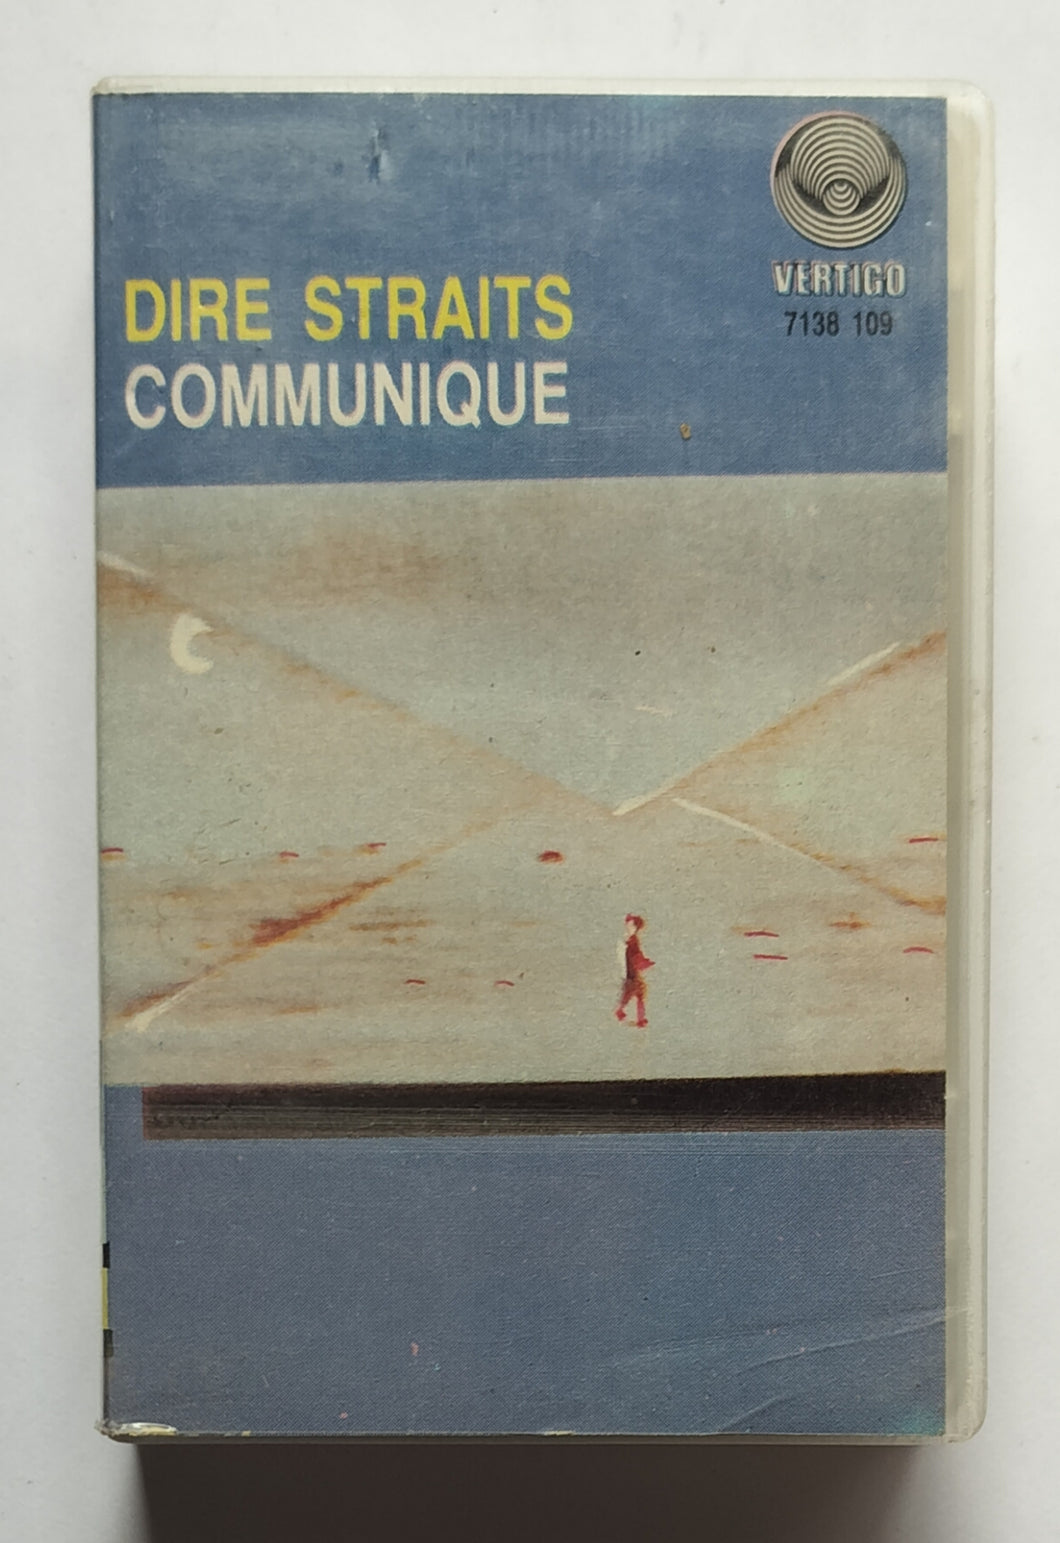 DIRE STRAITS
COMMUNIQUE
VERTIGO
7138 109